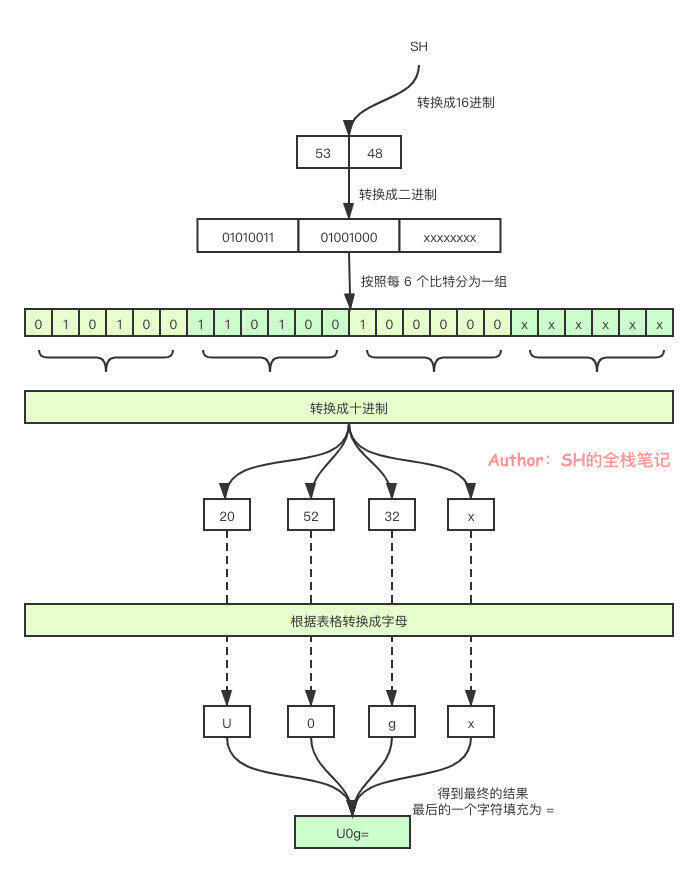 SH
转换成16进制
53 48
转换成二进制
01010011 01001000 xxxxxxxx
按照每 6 个比特分为一组
0 1 0 1 0 0 1 1 0 1 0 0 1 0 0 0 0 0 x x x x x x
转换成十进制
Author：SH的全栈笔记
20 52 32 x
根据表格转换成字母
U 0 g x
得到最终的结果
最后的一个字符填充为 =
U0g=